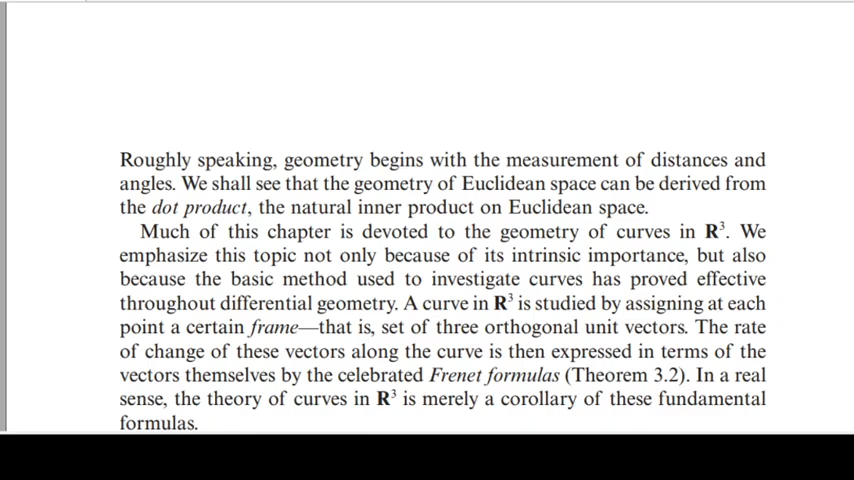 Roughly speaking, geometry begins with the measurement of distances and
angles. We shall see that the geometry of Euclidean space can be derived from
the dot product, the natural inner product on Euclidean space.
Much of this chapter is devoted to the geometry of curves in R³. We
emphasize this topic not only because of its intrinsic importance, but also
because the basic method used to investigate curves has proved effective
throughout differential geometry. A curve in R³ is studied by assigning at each
point a certain frame—that is, set of three orthogonal unit vectors. The rate
of change of these vectors along the curve is then expressed in terms of the
vectors themselves by the celebrated Frenet formulas (Theorem 3.2). In a real
sense, the theory of curves in R³ is merely a corollary of these fundamental
formulas.